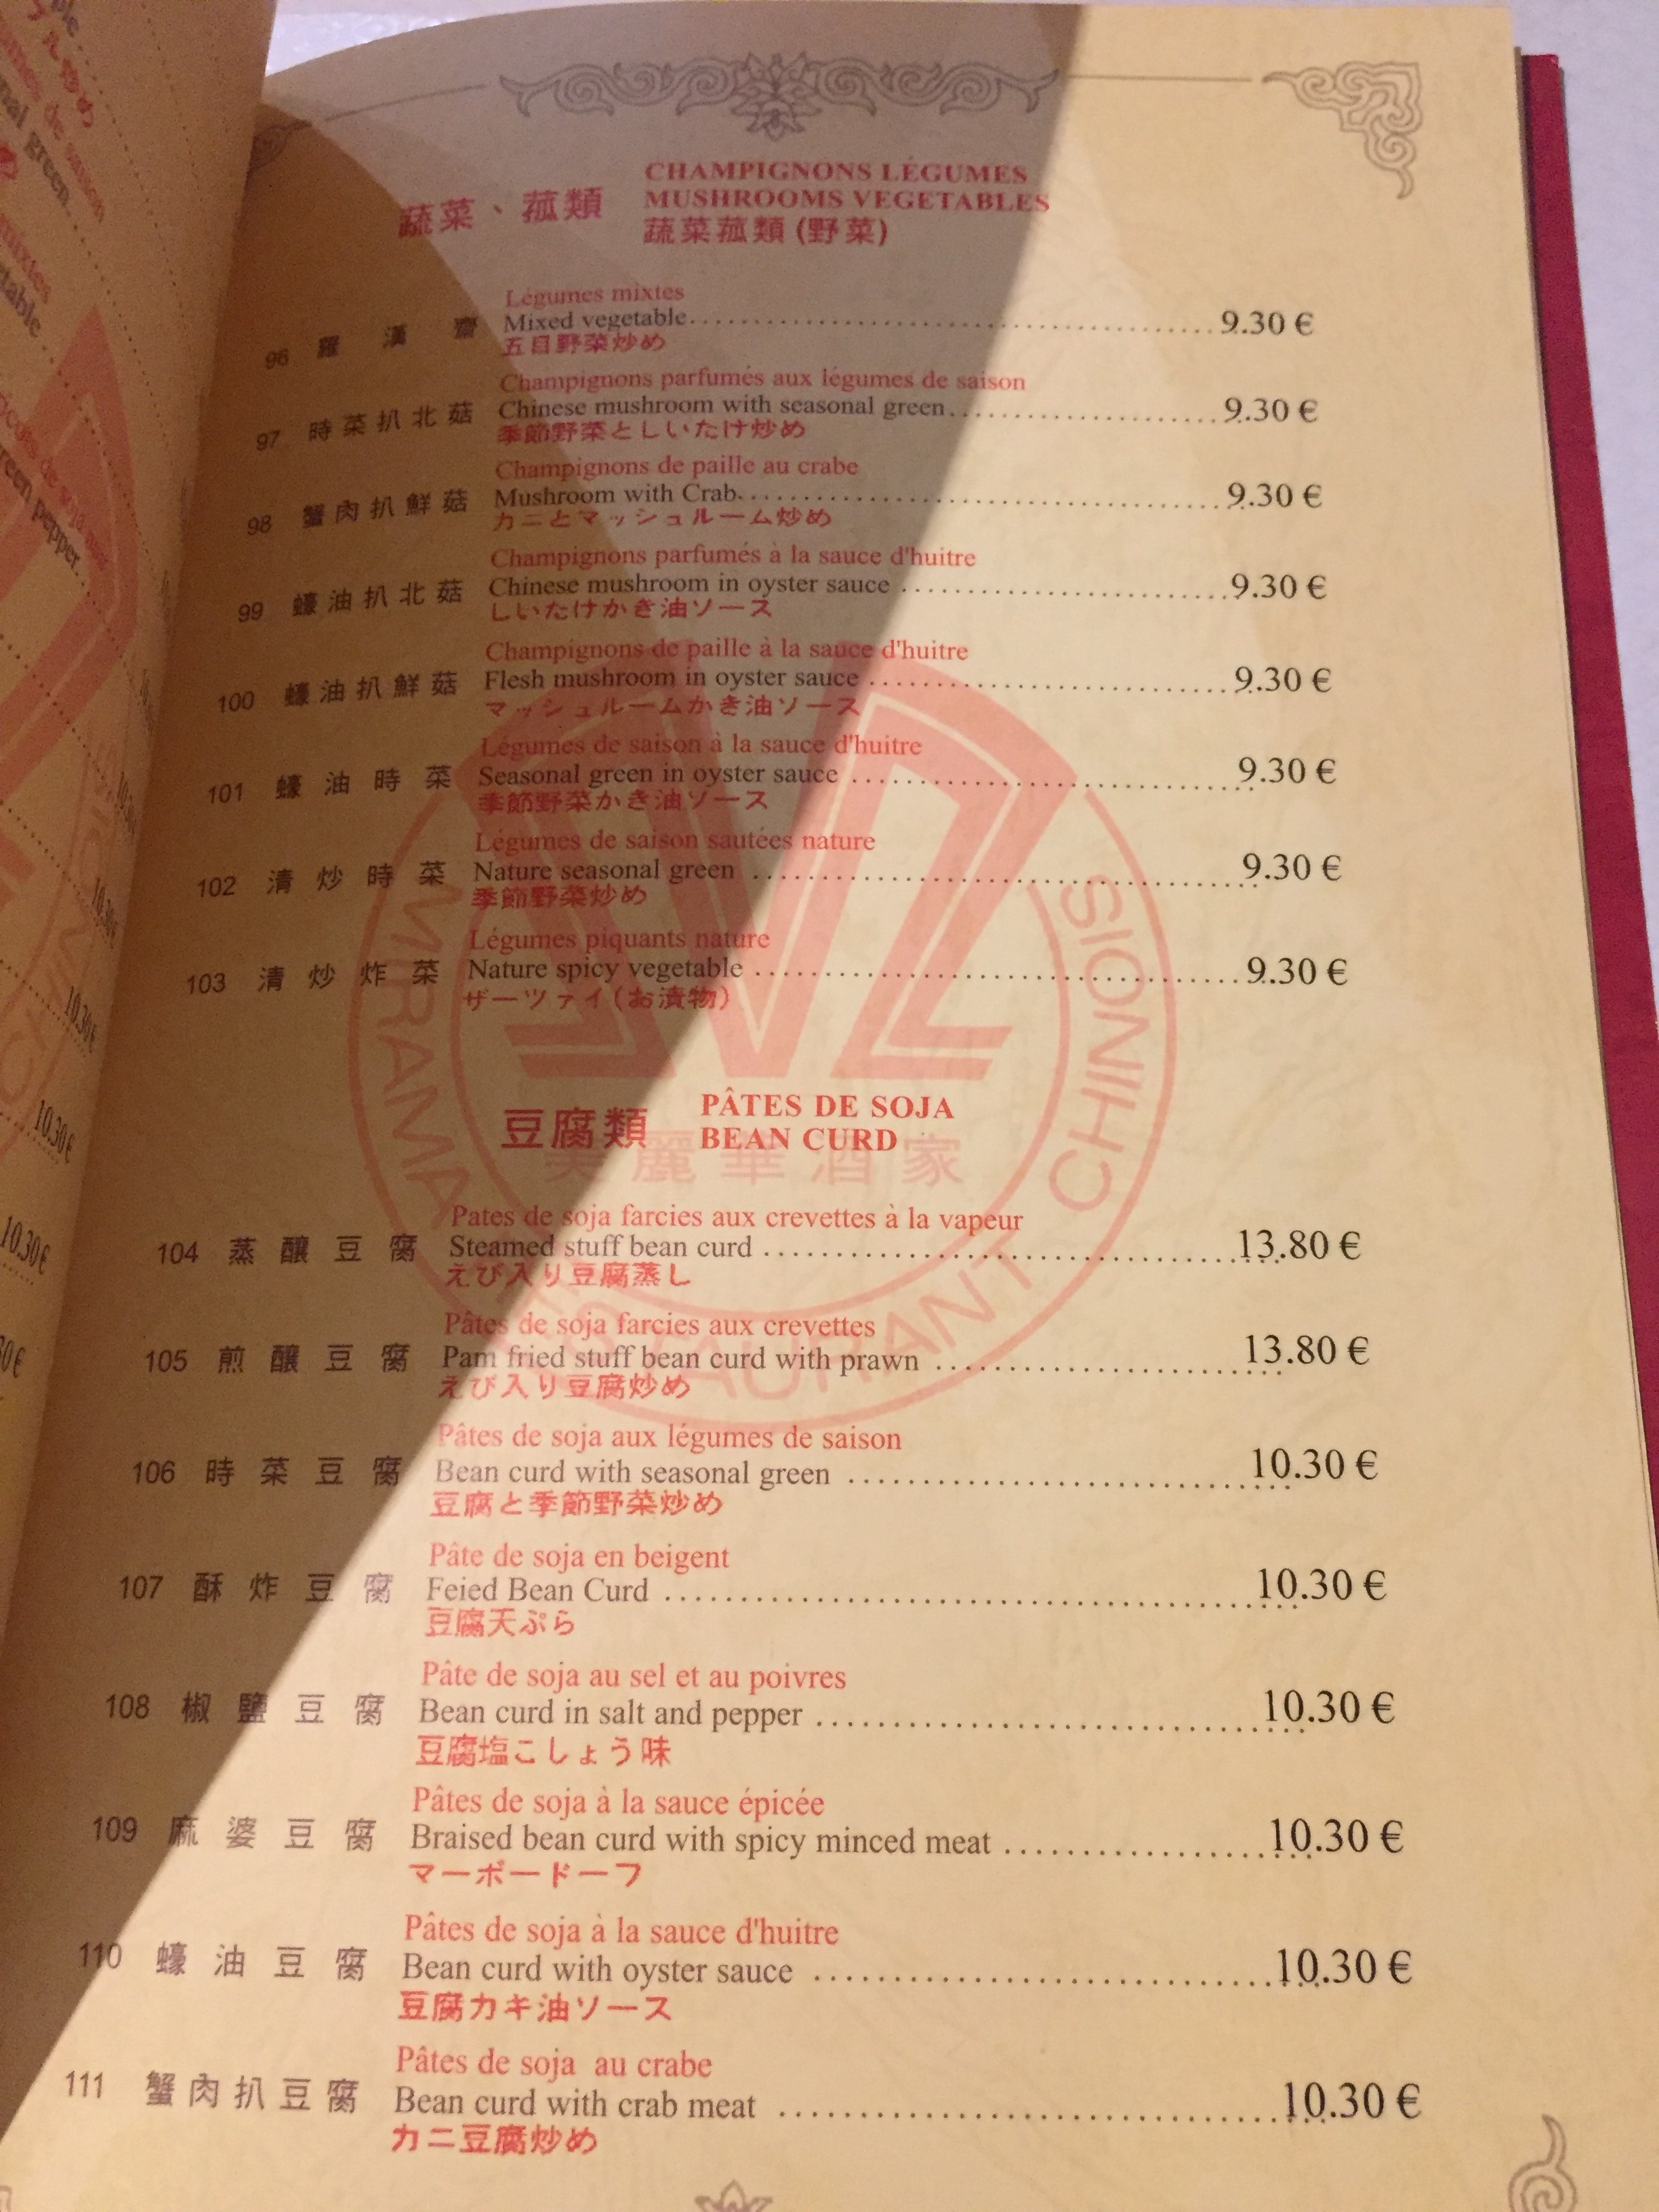 蔬菜、菰類
CHAMPIGNONS LÉGUMES
MUSHROOMS VEGETABLES
蔬菜菰類 (野菜)
Légumes mixtes
96 羅漢齋 Mixed vegetable 9.30 €
五目野菜炒め
Champignons parfumés aux légumes de saison
97 時菜扒北菇 Chinese mushroom with seasonal green 9.30 €
季節野菜としいたけ炒め
Champignons de paille au crabe
98 蟹肉扒鮮菇 Mushroom with Crab 9.30 €
カニとマッシュルーム炒め
Champignons parfumés à la sauce d'huitre
99 蠔油扒北菇 Chinese mushroom in oyster sauce 9.30 €
しいたけかき油ソース
Champignons de paille à la sauce d'huitre
100 蠔油扒鮮菇 Flesh mushroom in oyster sauce 9.30 €
マッシュルームかき油ソース
Légumes de saison à la sauce d'huitre
101 蠔油時菜 Seasonal green in oyster sauce 9.30 €
季節野菜かき油ソース
Légumes de saison sautées nature
102 清炒時菜 Nature seasonal green 9.30 €
季節野菜炒め
Légumes piquants nature
103 清炒炸菜 Nature spicy vegetable 9.30 €
ザーツァイ(お漬物)
豆腐類
PÂTES DE SOJA
BEAN CURD
美麗華酒家
MIRAMA RESTAURANT CHINOIS
Pates de soja farcies aux crevettes à la vapeur
104 蒸釀豆腐 Steamed stuff bean curd 13.80 €
えび入り豆腐蒸し
Pâtes de soja farcies aux crevettes
105 煎釀豆腐 Pam fried stuff bean curd with prawn 13.80 €
えび入り豆腐炒め
Pâtes de soja aux légumes de saison
106 時菜豆腐 Bean curd with seasonal green 10.30 €
豆腐と季節野菜炒め
Pâte de soja en beigent
107 酥炸豆腐 Feied Bean Curd 10.30 €
豆腐天ぷら
Pâte de soja au sel et au poivres
108 椒鹽豆腐 Bean curd in salt and pepper 10.30 €
豆腐塩こしょう味
Pâtes de soja à la sauce épicée
109 麻婆豆腐 Braised bean curd with spicy minced meat 10.30 €
マーボードーフ
Pâtes de soja à la sauce d'huitre
110 蠔油豆腐 Bean curd with oyster sauce 10.30 €
豆腐カキ油ソース
Pâtes de soja au crabe
111 蟹肉扒豆腐 Bean curd with crab meat 10.30 €
カニ豆腐炒め